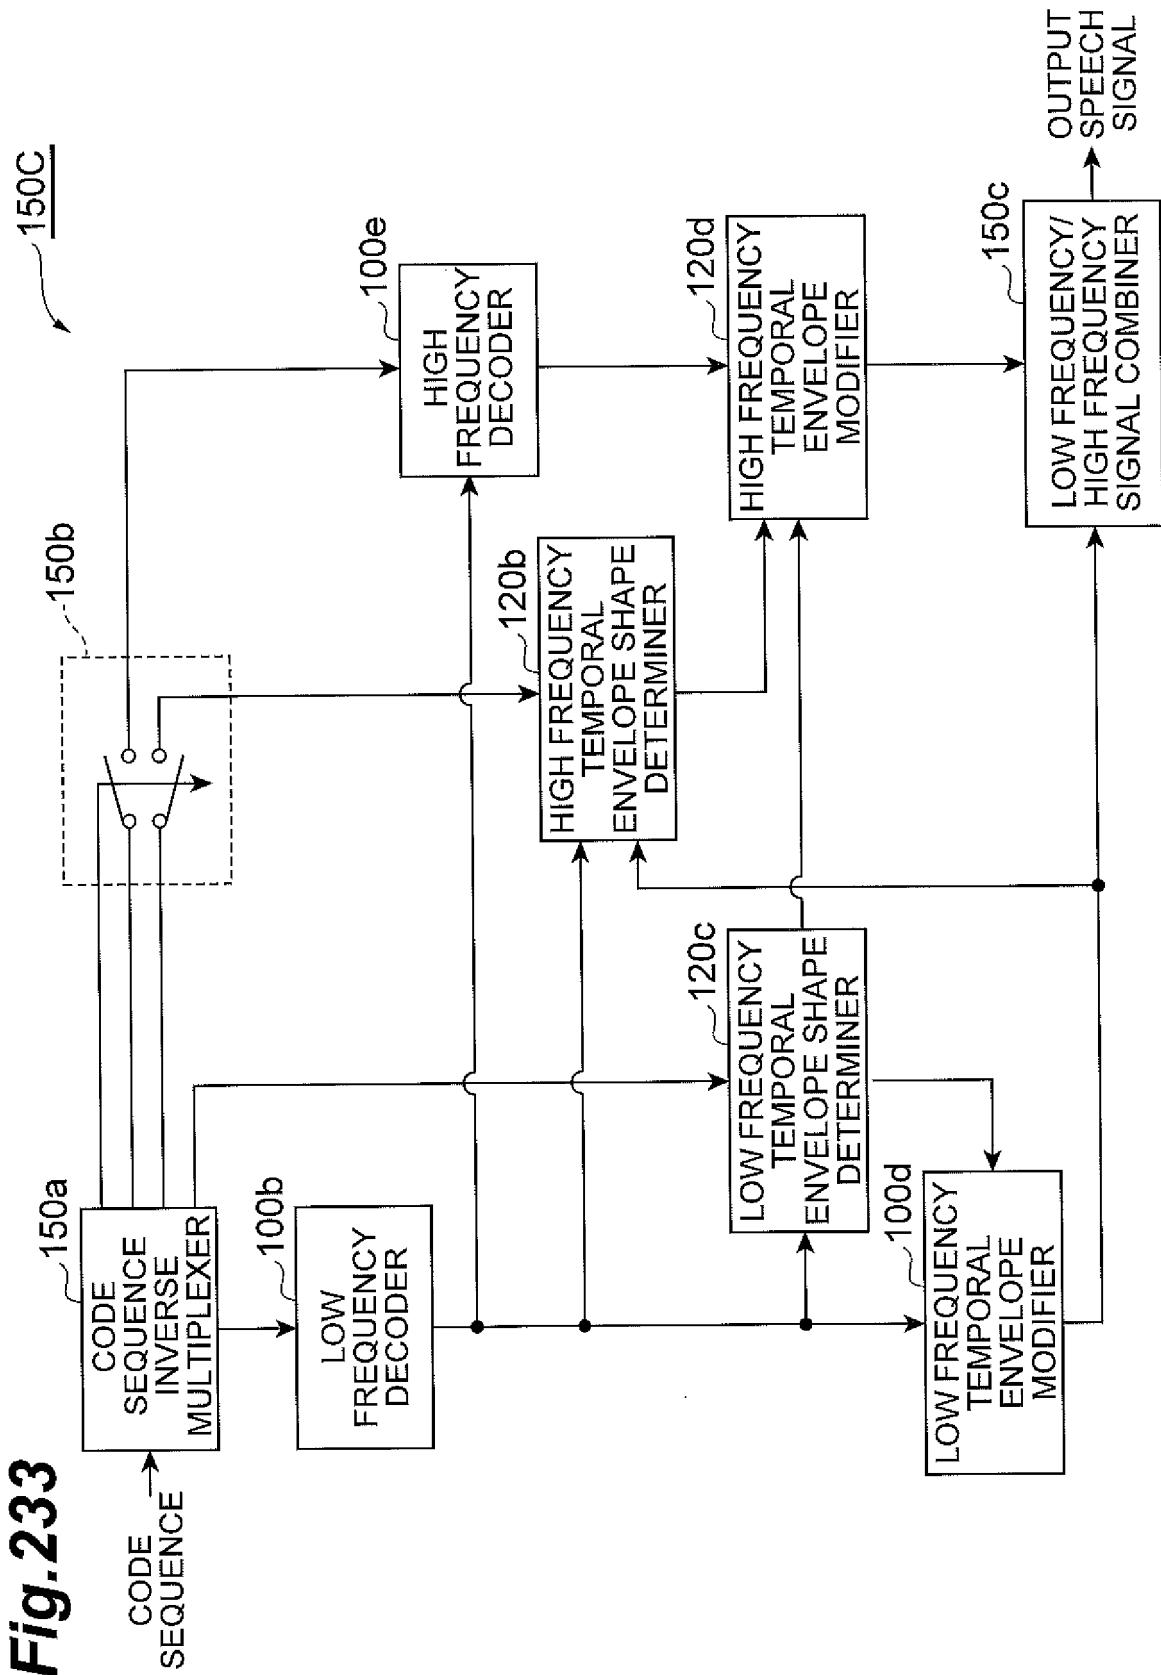 Fig.233
150C
CODE
SEQUENCE
150a
CODE
SEQUENCE
INVERSE
MULTIPLEXER
150b
100b
LOW
FREQUENCY
DECODER
100e
HIGH
FREQUENCY
DECODER
120b
HIGH FREQUENCY
TEMPORAL
ENVELOPE SHAPE
DETERMINER
120c
LOW FREQUENCY
TEMPORAL
ENVELOPE SHAPE
DETERMINER
120d
HIGH FREQUENCY
TEMPORAL
ENVELOPE
MODIFIER
100d
LOW FREQUENCY
TEMPORAL
ENVELOPE
MODIFIER
150c
LOW FREQUENCY/
HIGH FREQUENCY
SIGNAL COMBINER
OUTPUT
SPEECH
SIGNAL